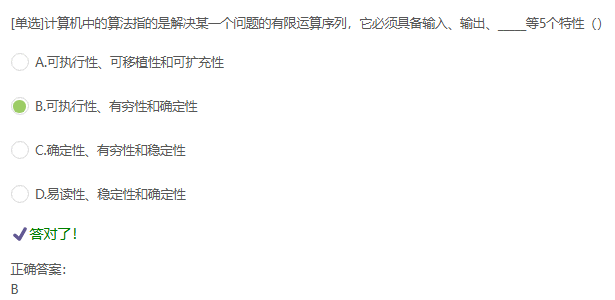 [单选]计算机中的算法指的是解决某一个问题的有限运算序列，它必须具备输入、输出、____等5个特性（）
A.可执行性、可移植性和可扩充性
B.可执行性、有穷性和确定性
C.确定性、有穷性和稳定性
D.易读性、稳定性和确定性
答对了!
正确答案:
B